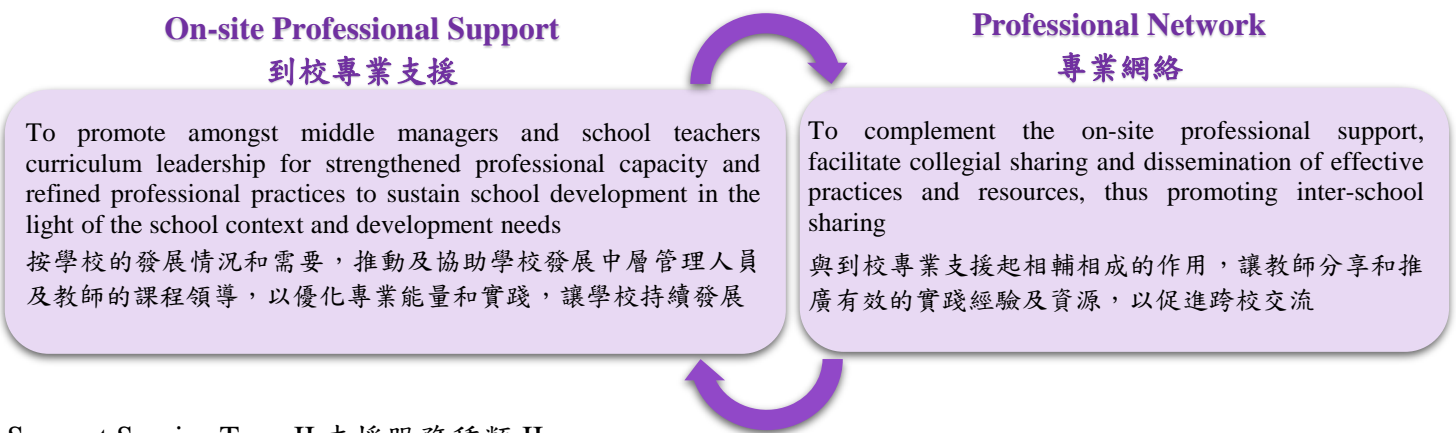 On-site Professional Support
到校專業支援
To promote amongst middle managers and school teachers
curriculum leadership for strengthened professional capacity and
refined professional practices to sustain school development in the
light of the school context and development needs
按學校的發展情況和需要，推動及協助學校發展中層管理人員
及教師的課程領導，以優化專業能量和實踐，讓學校持續發展
Professional Network
專業網絡
To complement the on-site professional support,
facilitate collegial sharing and dissemination of effective
practices and resources, thus promoting inter-school
sharing
與到校專業支援起相輔相成的作用，讓教師分享和推
廣有效的實踐經驗及資源，以促進跨校交流